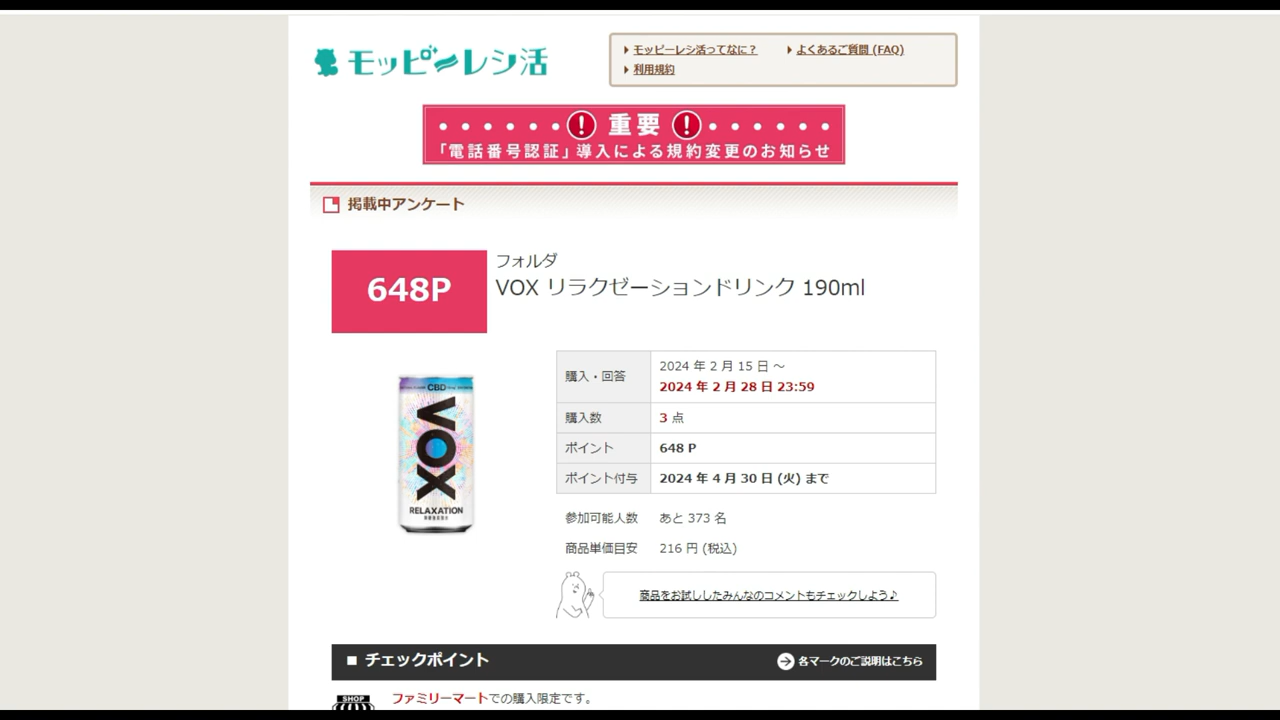 モッピーレシ活
モッピーレシ活ってなに？
よくあるご質問 (FAQ)
利用規約
重要
「電話番号認証」導入による規約変更のお知らせ
掲載中アンケート
648P
フォルダ
VOX リラクゼーションドリンク 190ml
CBD
VOX
RELAXATION
購入・回答
2024 年 2 月 15 日 ～
2024 年 2 月 28 日 23:59
購入数
3 点
ポイント
648 P
ポイント付与
2024 年 4 月 30 日 (火) まで
参加可能人数
あと 373 名
商品単価目安
216 円 (税込)
商品をお試ししたみんなのコメントもチェックしよう♪
■ チェックポイント
各マークのご説明はこちら
SHOP
ファミリーマートでの購入限定です。